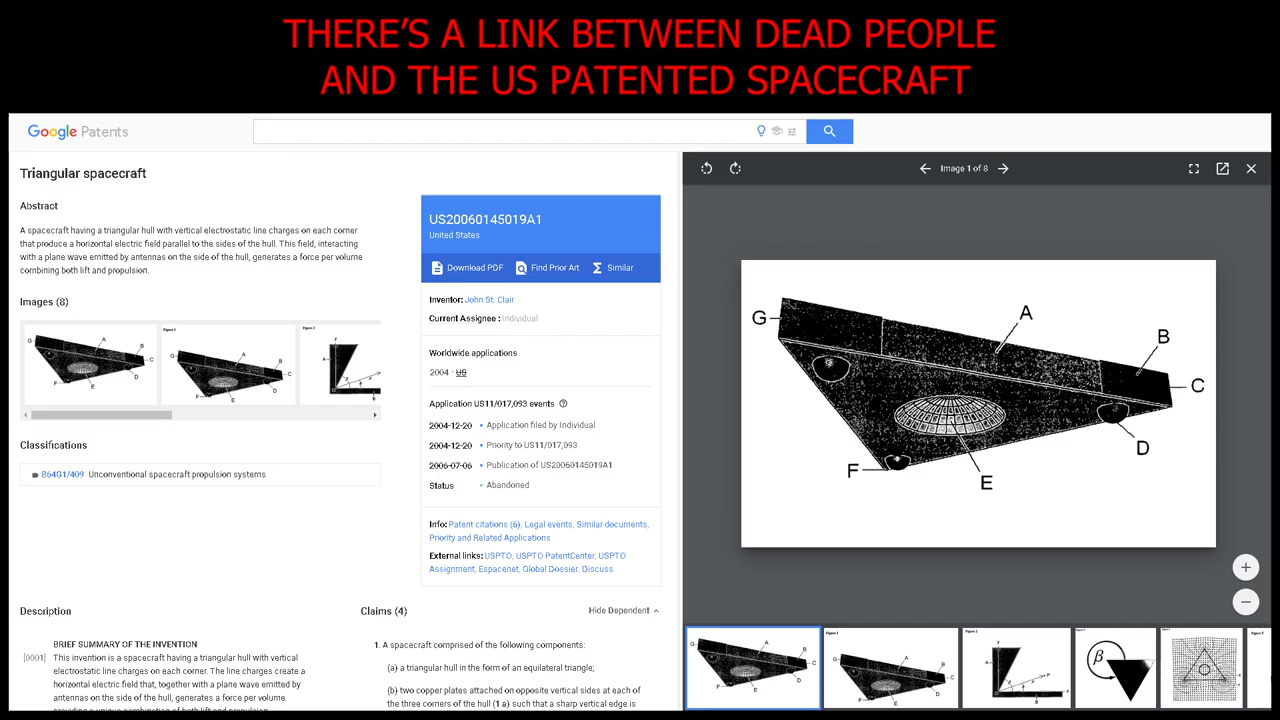 THERE'S A LINK BETWEEN DEAD PEOPLE
AND THE US PATENTED SPACECRAFT
Google Patents
Triangular spacecraft
Abstract
A spacecraft having a triangular hull with vertical electrostatic line charges on each corner
that produce a horizontal electric field parallel to the sides of the hull. This field, interacting
with a plane wave emitted by antennas on the side of the hull, generates a force per volume
combining both lift and propulsion.
Images (8)
Classifications
B64G1/409 Unconventional spacecraft propulsion systems
US20060145019A1
United States
Download PDF Find Prior Art Similar
Inventor: John St. Clair
Current Assignee : Individual
Worldwide applications
2004 - US
Application US11/017,093 events
2004-12-20 • Application filed by Individual
2004-12-20 • Priority to US11/017,093
2006-07-06 • Publication of US20060145019A1
Status • Abandoned
Info: Patent citations (6), Legal events, Similar documents,
Priority and Related Applications
External links: USPTO, USPTO PatentCenter, USPTO
Assignment, Espacenet, Global Dossier, Discuss
Description
BRIEF SUMMARY OF THE INVENTION
[0001] This invention is a spacecraft having a triangular hull with vertical
electrostatic line charges on each corner. The line charges create a
horizontal electric field that, together with a plane wave emitted by
antennas on the side of the hull, generates a force per volume
providing a unique combination of both lift and propulsion.
Claims (4)
Hide Dependent
1. A spacecraft comprised of the following components:
(a) a triangular hull in the form of an equilateral triangle;
(b) two copper plates attached on opposite vertical sides at each of
the three corners of the hull (1 a) such that a sharp vertical edge is
Image 1 of 8
G
A
B
C
D
E
F
β